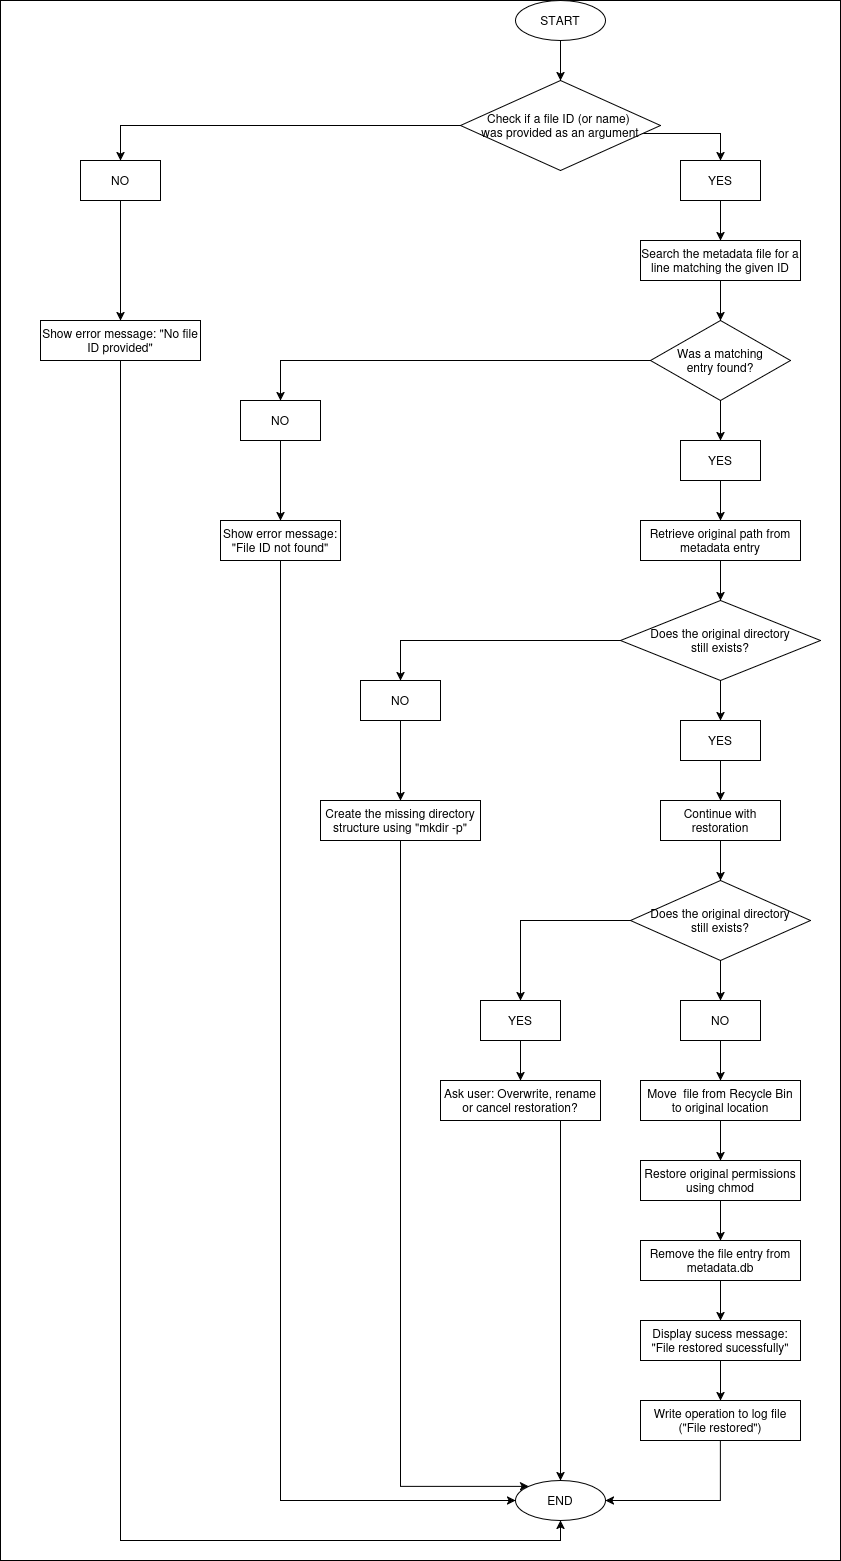 START
Check if a file ID (or name)
was provided as an argument
NO
YES
Search the metadata file for a
line matching the given ID
Show error message: "No file
ID provided"
Was a matching
entry found?
NO
YES
Show error message:
"File ID not found"
Retrieve original path from
metadata entry
Does the original directory
still exists?
NO
YES
Create the missing directory
structure using "mkdir -p"
Continue with
restoration
Does the original directory
still exists?
YES
NO
Ask user: Overwrite, rename
or cancel restoration?
Move  file from Recycle Bin
to original location
Restore original permissions
using chmod
Remove the file entry from
metadata.db
Display sucess message:
"File restored sucessfully"
Write operation to log file
("File restored")
END